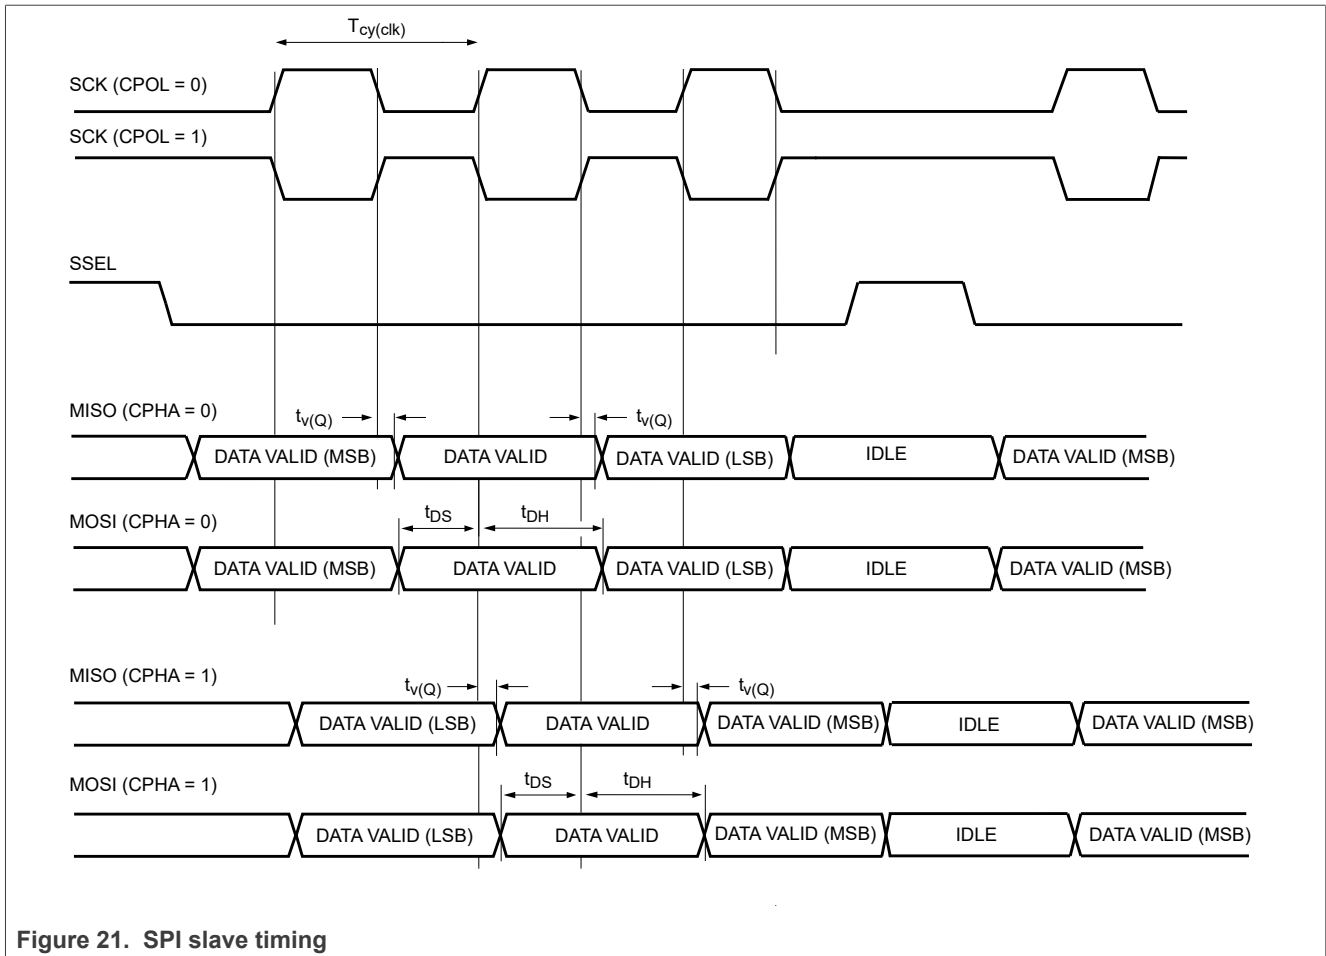 Tcy(clk)
SCK (CPOL = 0)
SCK (CPOL = 1)
SSEL
MISO (CPHA = 0)
tv(Q) tv(Q)
DATA VALID (MSB) DATA VALID DATA VALID (LSB) IDLE DATA VALID (MSB)
MOSI (CPHA = 0)
tDS tDH
DATA VALID (MSB) DATA VALID DATA VALID (LSB) IDLE DATA VALID (MSB)
MISO (CPHA = 1)
tv(Q) tv(Q)
DATA VALID (LSB) DATA VALID DATA VALID (MSB) IDLE DATA VALID (MSB)
MOSI (CPHA = 1)
tDS tDH
DATA VALID (LSB) DATA VALID DATA VALID (MSB) IDLE DATA VALID (MSB)
Figure 21. SPI slave timing